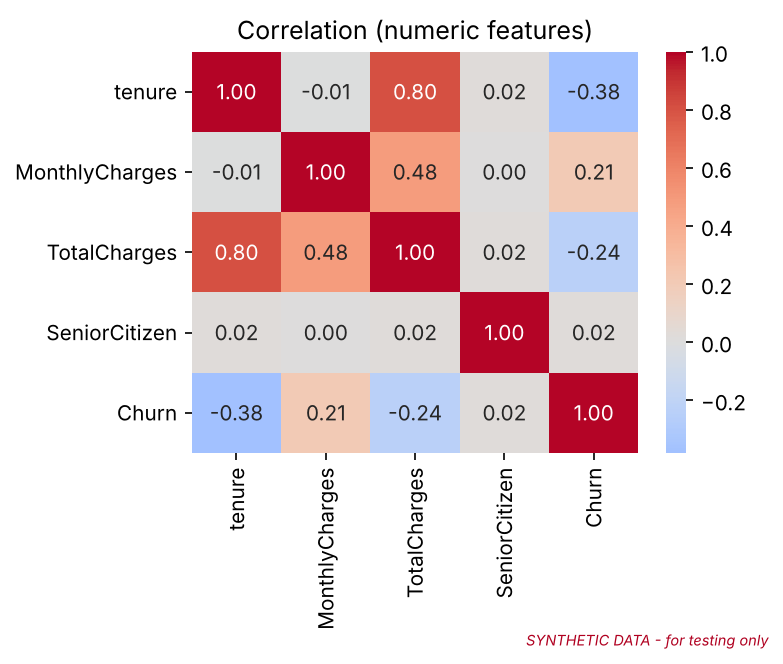 Correlation (numeric features)
tenure 1.00 -0.01 0.80 0.02 -0.38
MonthlyCharges -0.01 1.00 0.48 0.00 0.21
TotalCharges 0.80 0.48 1.00 0.02 -0.24
SeniorCitizen 0.02 0.00 0.02 1.00 0.02
Churn -0.38 0.21 -0.24 0.02 1.00
tenure
MonthlyCharges
TotalCharges
SeniorCitizen
Churn
1.0
0.8
0.6
0.4
0.2
0.0
−0.2
SYNTHETIC DATA - for testing only